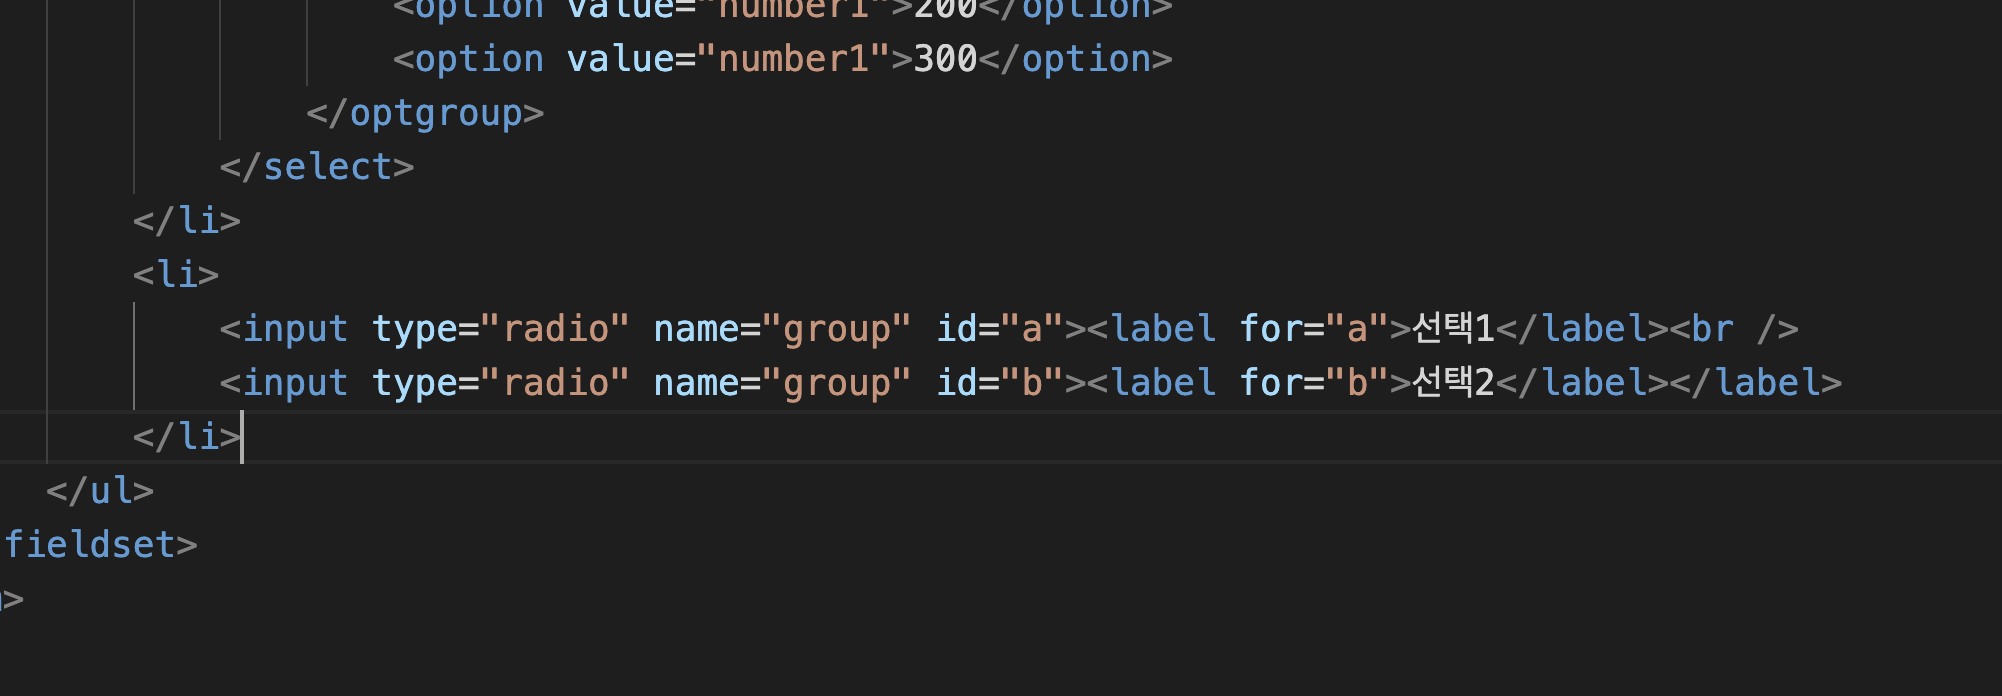 <option value="number1">200</option>
<option value="number1">300</option>
</optgroup>
</select>
</li>
<li>
<input type="radio" name="group" id="a"><label for="a">선택1</label><br />
<input type="radio" name="group" id="b"><label for="b">선택2</label></label>
</li>
</ul>
fieldset>
>